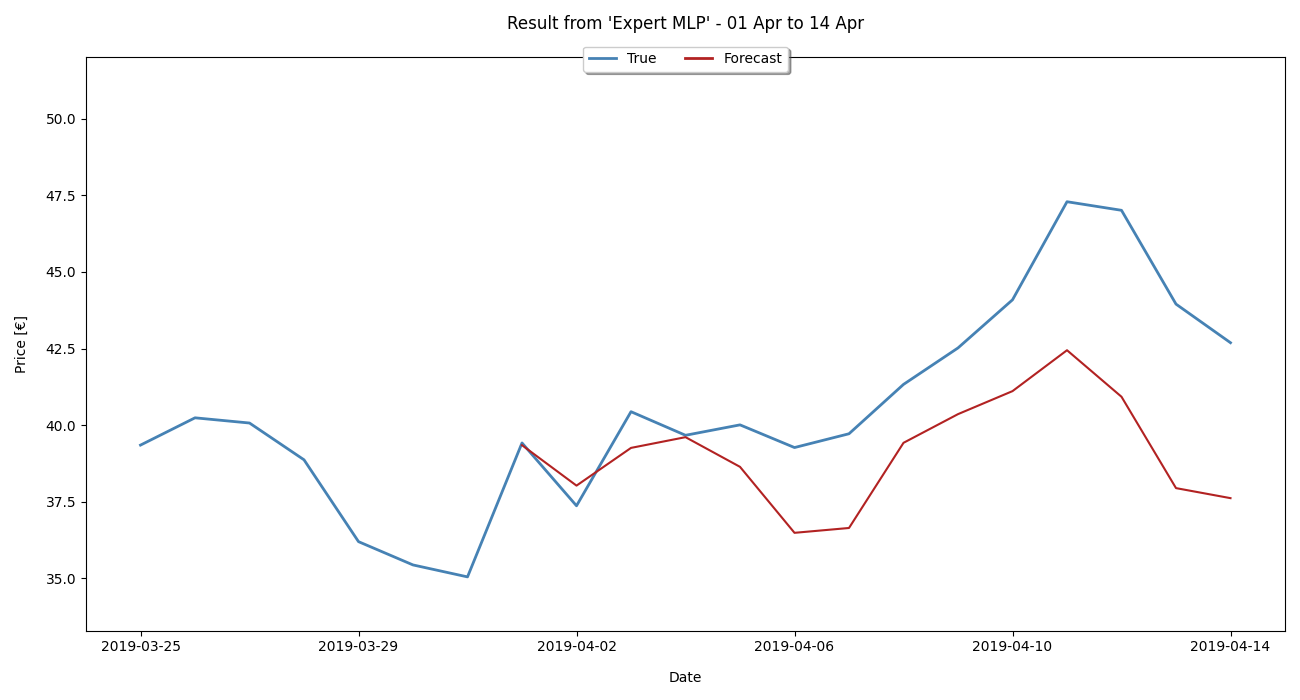 Result from 'Expert MLP' - 01 Apr to 14 Apr
True Forecast
50.0
47.5
45.0
42.5
40.0
37.5
35.0
Price [€]
2019-03-25 2019-03-29 2019-04-02 2019-04-06 2019-04-10 2019-04-14
Date